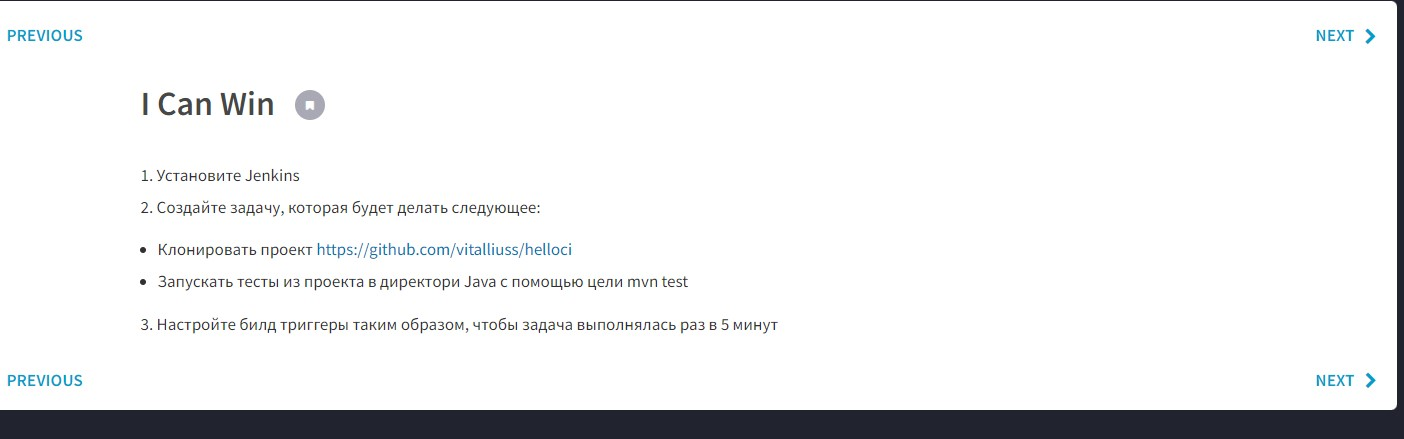 PREVIOUS
NEXT
I Can Win
1. Установите Jenkins
2. Создайте задачу, которая будет делать следующее:
• Клонировать проект https://github.com/vitalliuss/helloci
• Запускать тесты из проекта в директори Java с помощью цели mvn test
3. Настройте билд триггеры таким образом, чтобы задача выполнялась раз в 5 минут
PREVIOUS
NEXT